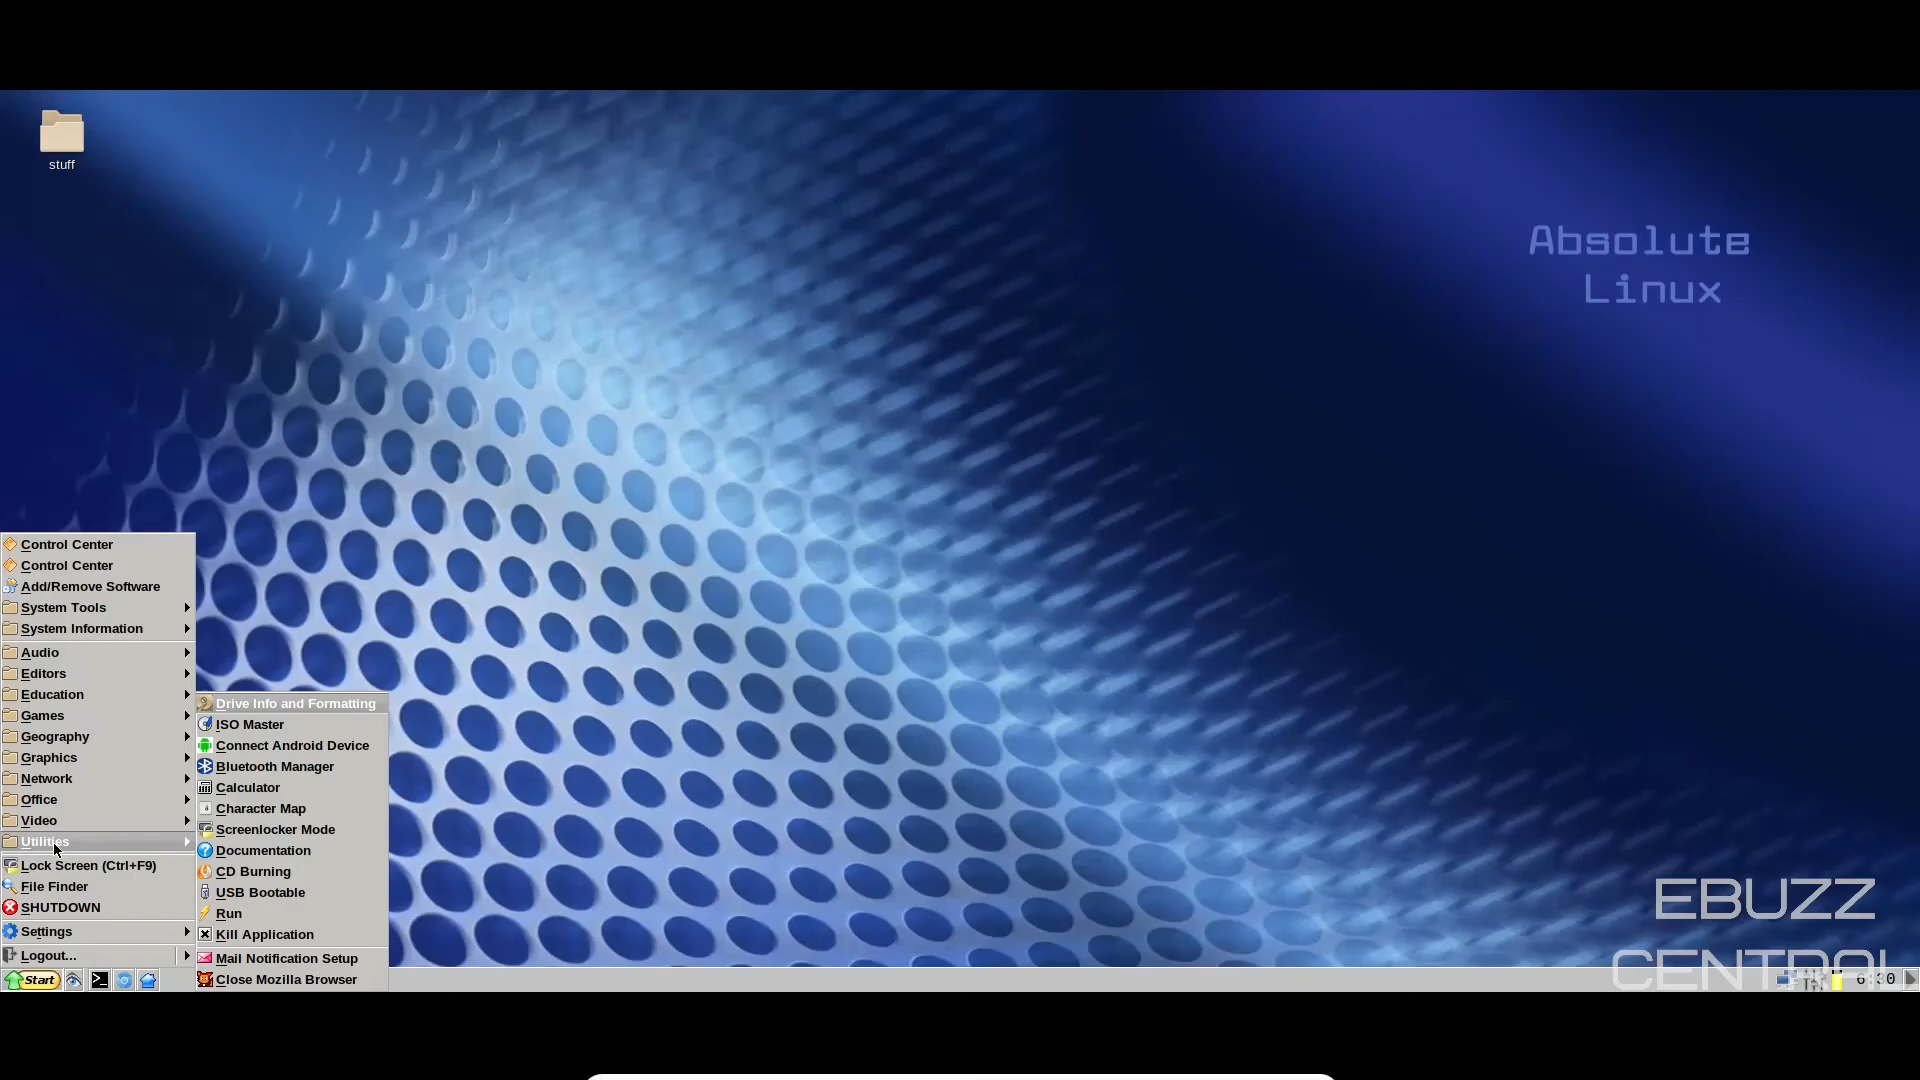 stuff
Absolute
Linux
Control Center
Control Center
Add/Remove Software
System Tools
System Information
Audio
Editors
Education
Games
Geography
Graphics
Network
Office
Video
Utilities
Lock Screen (Ctrl+F9)
File Finder
SHUTDOWN
Settings
Logout...
Drive Info and Formatting
ISO Master
Connect Android Device
Bluetooth Manager
Calculator
Character Map
Screenlocker Mode
Documentation
CD Burning
USB Bootable
Run
Kill Application
Mail Notification Setup
Close Mozilla Browser
Start
EBUZZ
CENTRAL
6:30